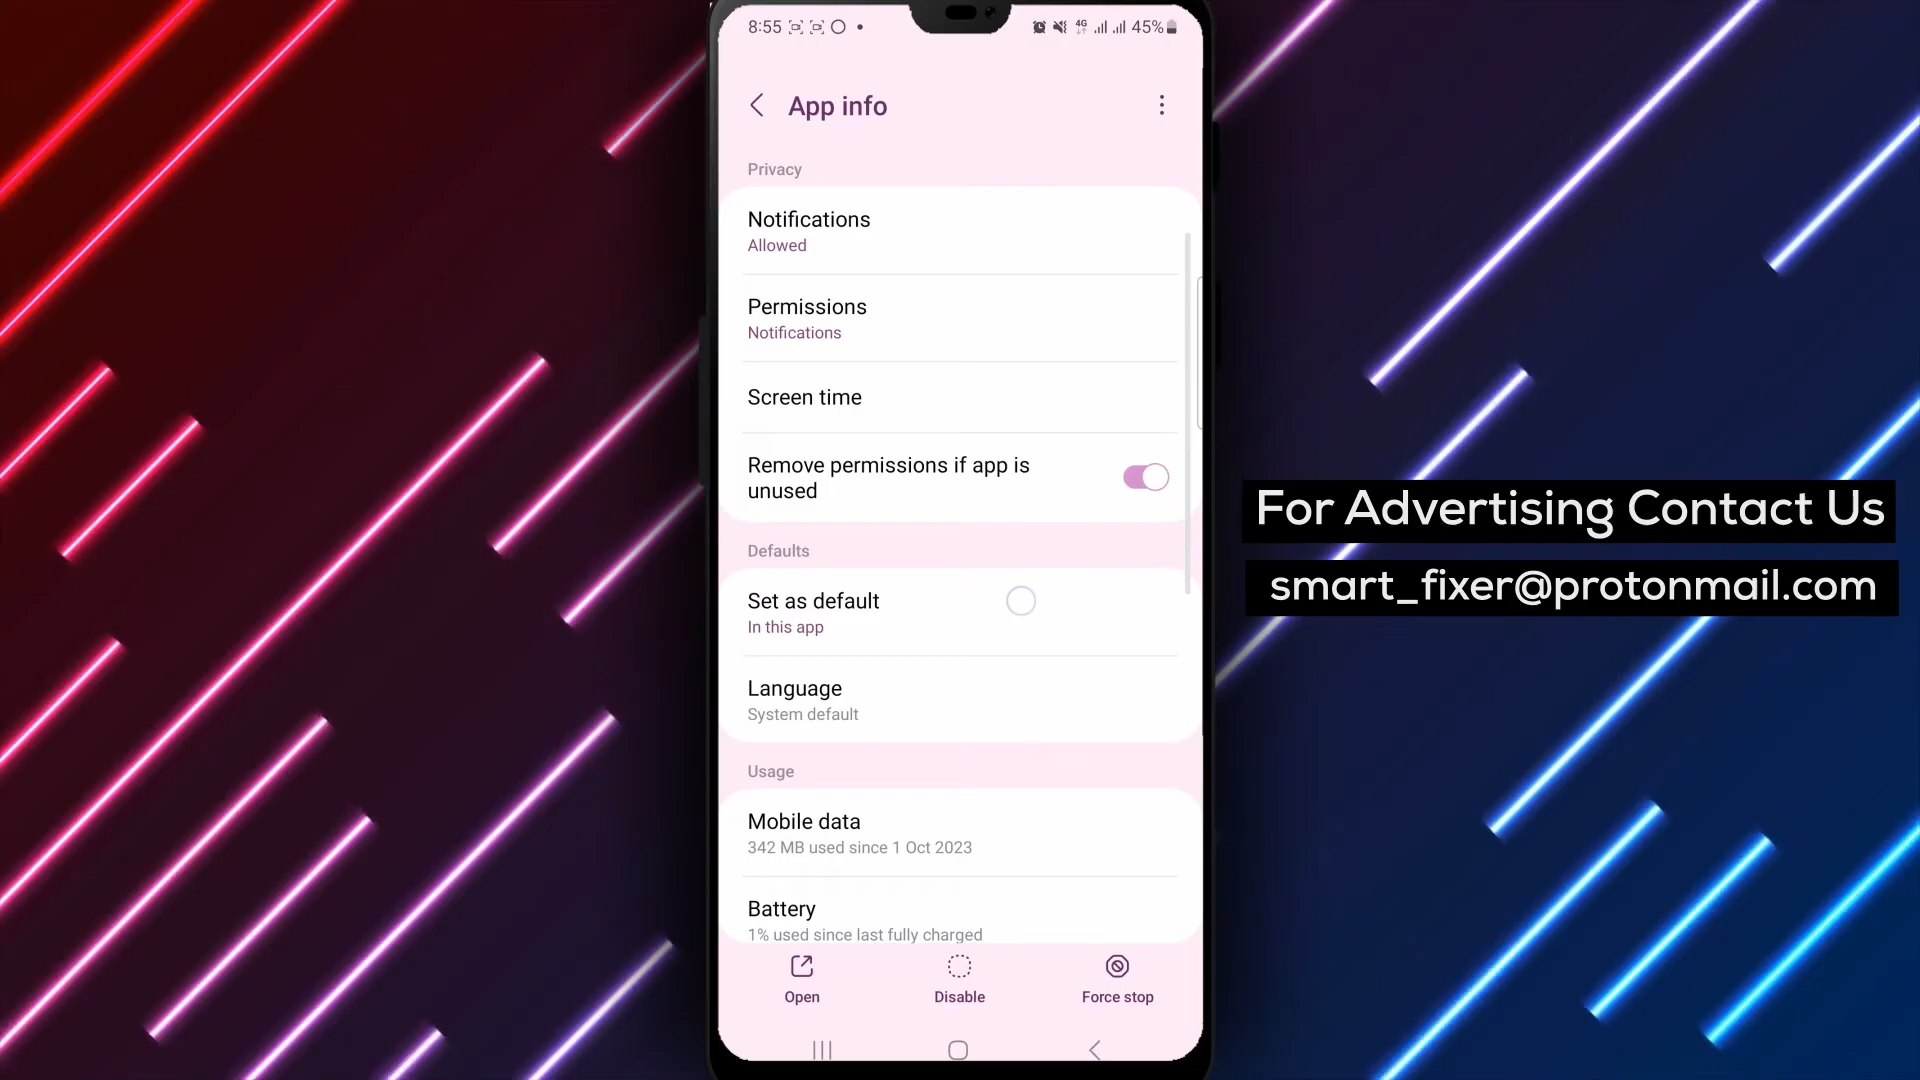 8:55
4G
45%
App info
Privacy
Notifications
Allowed
Permissions
Notifications
Screen time
Remove permissions if app is
unused
Defaults
Set as default
In this app
Language
System default
Usage
Mobile data
342 MB used since 1 Oct 2023
Battery
1% used since last fully charged
Open
Disable
Force stop
For Advertising Contact Us
smart_fixer@protonmail.com